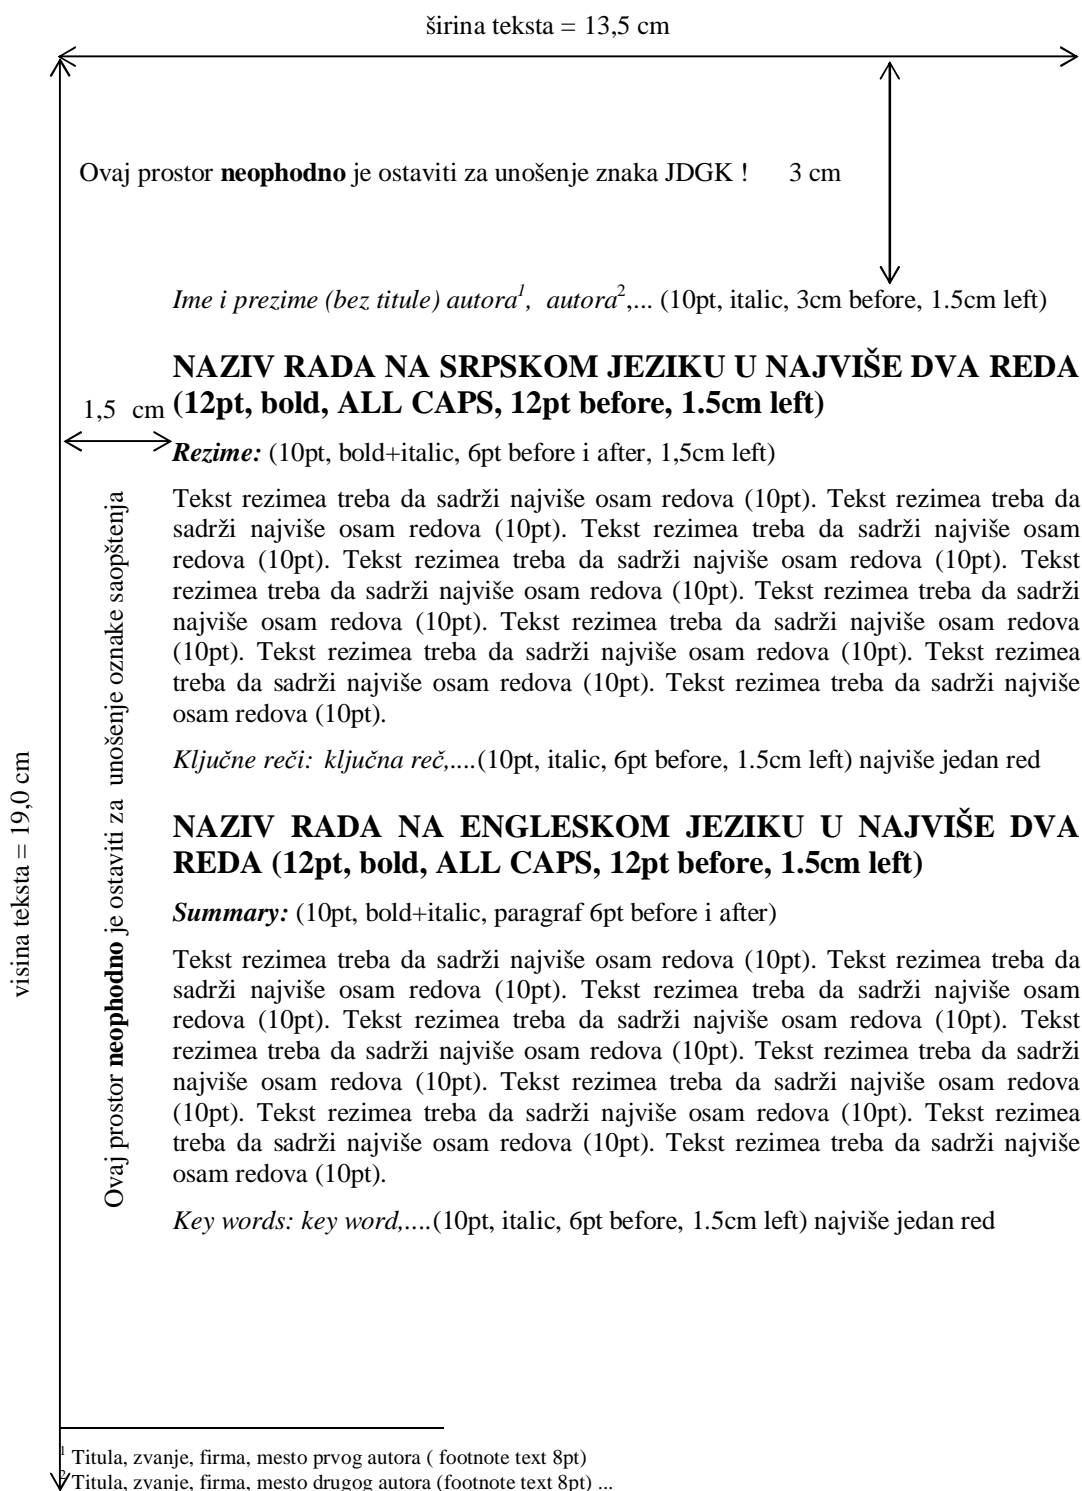 širina teksta = 13,5 cm
Ovaj prostor neophodno je ostaviti za unošenje znaka JDGK ! 3 cm
Ime i prezime (bez titule) autora1, autora2,... (10pt, italic, 3cm before, 1.5cm left)
NAZIV RADA NA SRPSKOM JEZIKU U NAJVIŠE DVA REDA
(12pt, bold, ALL CAPS, 12pt before, 1.5cm left)
1,5 cm
Rezime: (10pt, bold+italic, 6pt before i after, 1,5cm left)
Tekst rezimea treba da sadrži najviše osam redova (10pt). Tekst rezimea treba da
sadrži najviše osam redova (10pt). Tekst rezimea treba da sadrži najviše osam
redova (10pt). Tekst rezimea treba da sadrži najviše osam redova (10pt). Tekst
rezimea treba da sadrži najviše osam redova (10pt). Tekst rezimea treba da sadrži
najviše osam redova (10pt). Tekst rezimea treba da sadrži najviše osam redova
(10pt). Tekst rezimea treba da sadrži najviše osam redova (10pt). Tekst rezimea
treba da sadrži najviše osam redova (10pt). Tekst rezimea treba da sadrži najviše
osam redova (10pt).
Ključne reči: ključna reč,....(10pt, italic, 6pt before, 1.5cm left) najviše jedan red
NAZIV RADA NA ENGLESKOM JEZIKU U NAJVIŠE DVA
REDA (12pt, bold, ALL CAPS, 12pt before, 1.5cm left)
Summary: (10pt, bold+italic, paragraf 6pt before i after)
Tekst rezimea treba da sadrži najviše osam redova (10pt). Tekst rezimea treba da
sadrži najviše osam redova (10pt). Tekst rezimea treba da sadrži najviše osam
redova (10pt). Tekst rezimea treba da sadrži najviše osam redova (10pt). Tekst
rezimea treba da sadrži najviše osam redova (10pt). Tekst rezimea treba da sadrži
najviše osam redova (10pt). Tekst rezimea treba da sadrži najviše osam redova
(10pt). Tekst rezimea treba da sadrži najviše osam redova (10pt). Tekst rezimea
treba da sadrži najviše osam redova (10pt). Tekst rezimea treba da sadrži najviše
osam redova (10pt).
Key words: key word,....(10pt, italic, 6pt before, 1.5cm left) najviše jedan red
Ovaj prostor neophodno je ostaviti za unošenje oznake saopštenja
visina teksta = 19,0 cm
1 Titula, zvanje, firma, mesto prvog autora ( footnote text 8pt)
2 Titula, zvanje, firma, mesto drugog autora (footnote text 8pt) ...